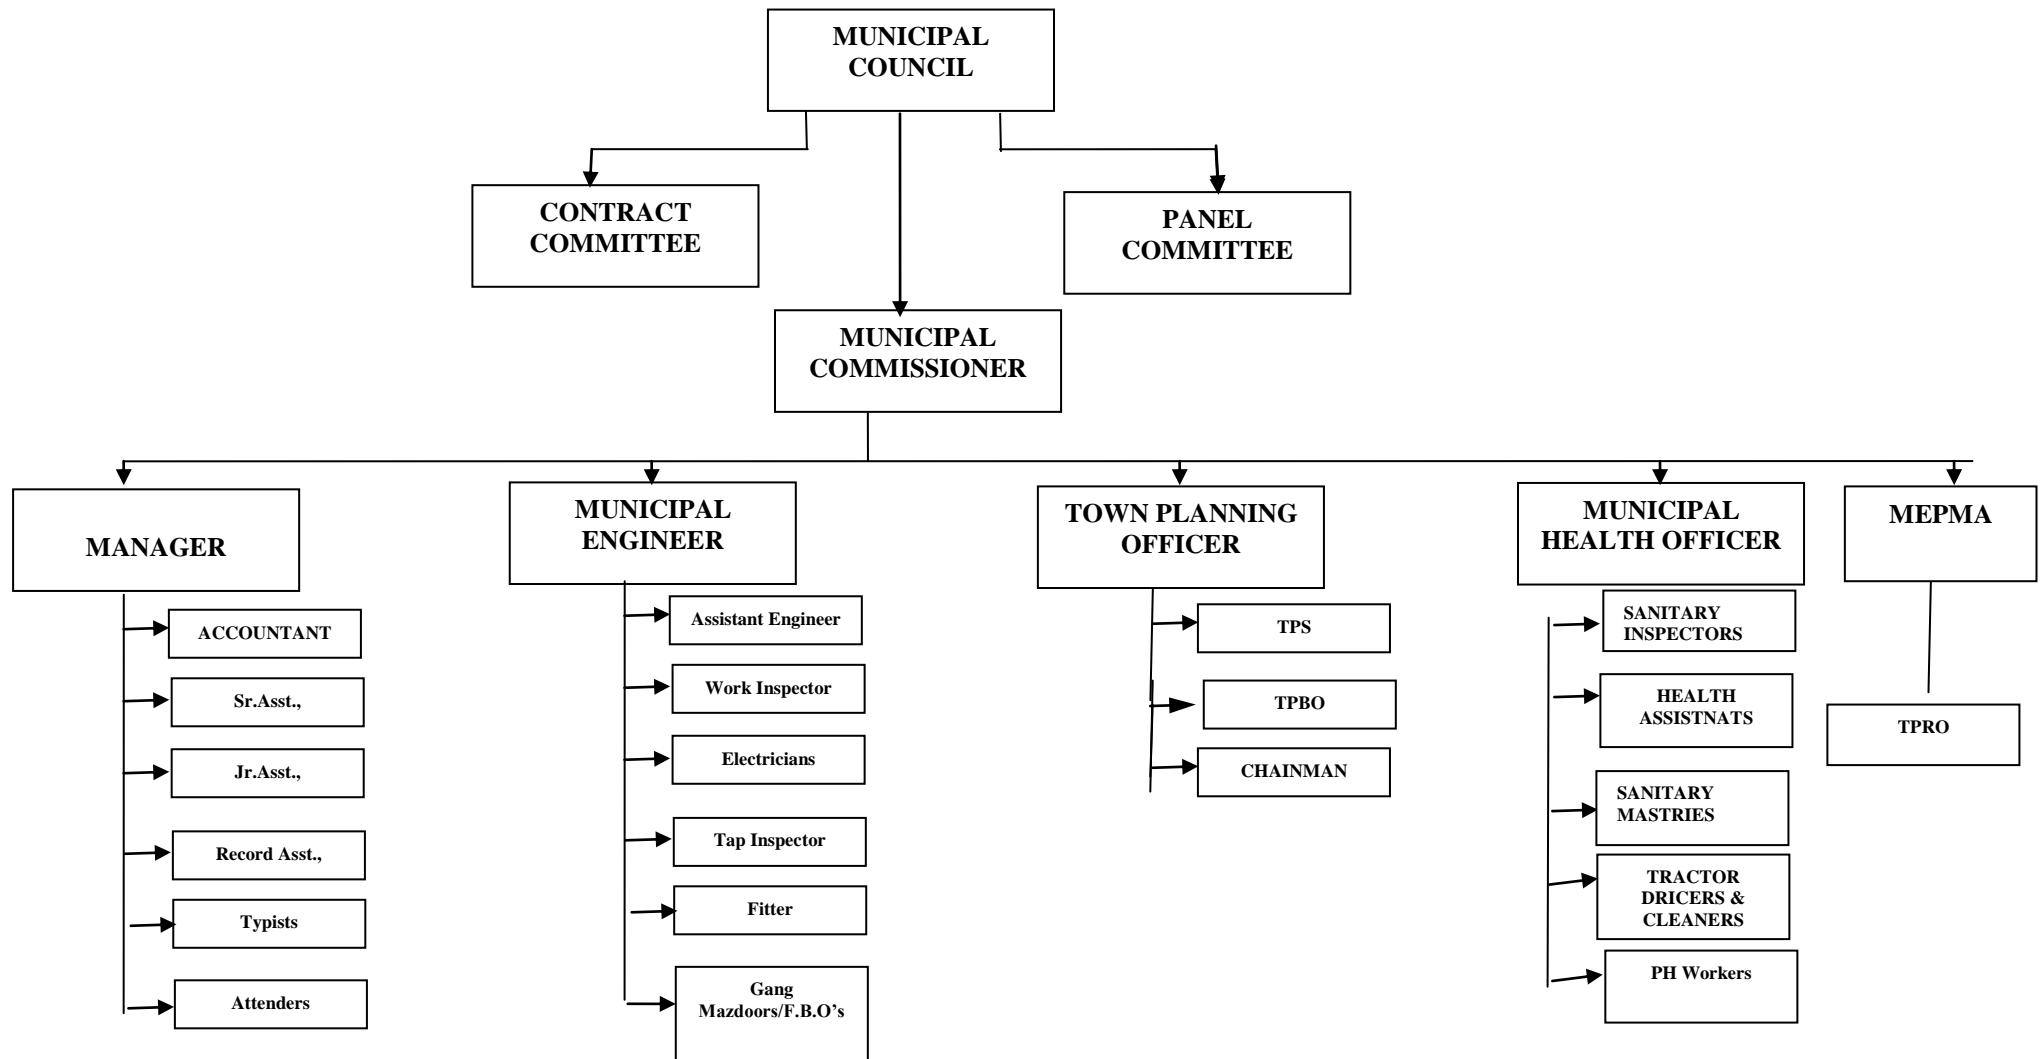 MUNICIPAL
COUNCIL
CONTRACT
COMMITTEE
PANEL
COMMITTEE
MUNICIPAL
COMMISSIONER
MANAGER
ACCOUNTANT
Sr.Asst.,
Jr.Asst.,
Record Asst.,
Typists
Attenders
MUNICIPAL
ENGINEER
Assistant Engineer
Work Inspector
Electricians
Tap Inspector
Fitter
Gang
Mazdoors/F.B.O’s
TOWN PLANNING
OFFICER
TPS
TPBO
CHAINMAN
MUNICIPAL
HEALTH OFFICER
SANITARY
INSPECTORS
HEALTH
ASSISTNATS
SANITARY
MASTRIES
TRACTOR
DRICERS &
CLEANERS
PH Workers
MEPMA
TPRO